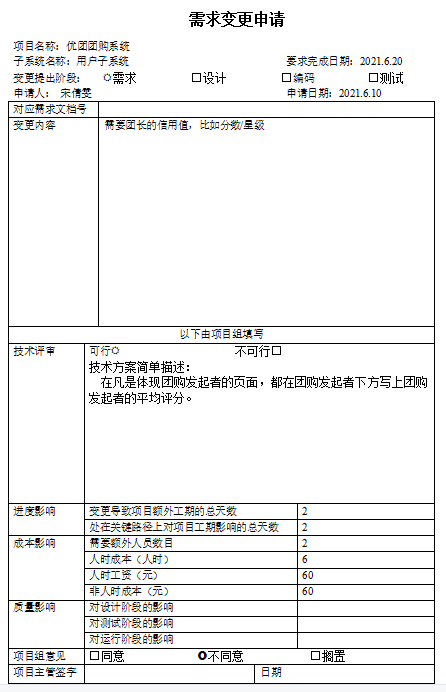 需求变更申请
项目名称：优团团购系统
子系统名称：用户子系统 要求完成日期：2021.6.20
变更提出阶段： ☼需求 □设计 □编码 □测试
申请人： 宋倩雯 申请日期：2021.6.10
对应需求文档号
变更内容 需要团长的信用值，比如分数/星级
以下由项目组填写
技术评审 可行☼ 不可行□
技术方案简单描述：
在凡是体现团购发起者的页面，都在团购发起者下方写上团购
发起者的平均评分。
进度影响 变更导致项目额外工期的总天数 2
处在关键路径上对项目工期影响的总天数 2
成本影响 需要额外人员数目 2
人时成本（人时） 6
人时工资（元） 60
非人时成本（元） 60
质量影响 对设计阶段的影响
对测试阶段的影响
对运行阶段的影响
项目组意见 □同意 ✪不同意 □搁置
项目主管签字 日期